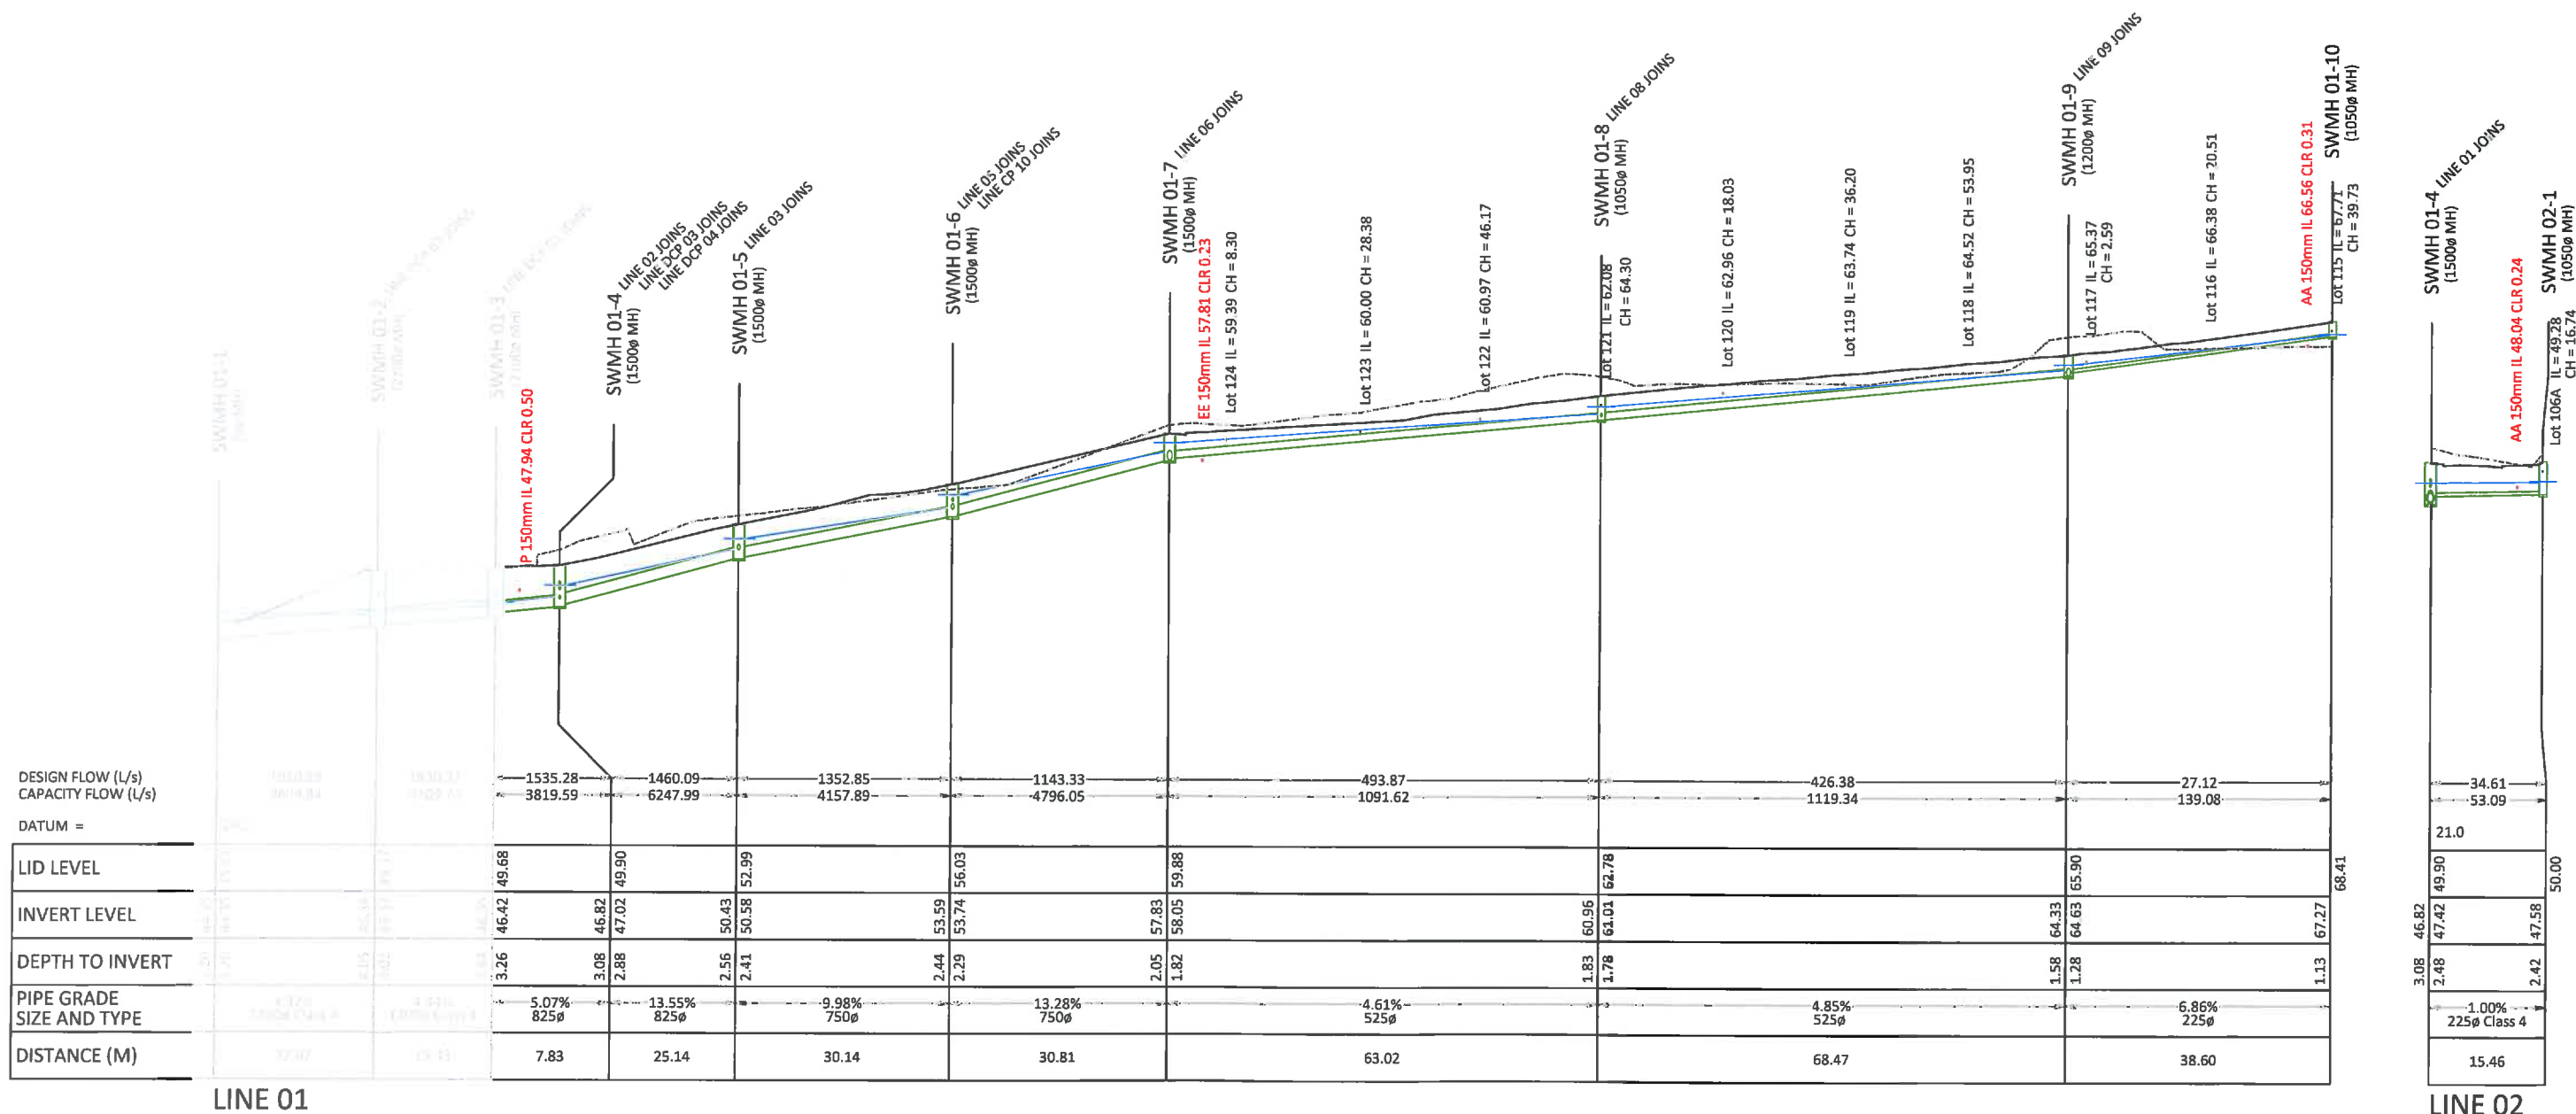 SWMH 01-1
SWMH 01-2
SWMH 01-3
P 150mm IL 47.94 CLR 0.50
SWMH 01-4 LINE 02 JOINS
(1500ø MH) LINE DCP 03 JOINS
LINE DCP 04 JOINS
SWMH 01-5 LINE 03 JOINS
(1500ø MH)
SWMH 01-6 LINE 05 JOINS
(1500ø MH) LINE CP 10 JOINS
SWMH 01-7 LINE 06 JOINS
(1500ø MH)
EE 150mm IL 57.81 CLR 0.23
Lot 124 IL = 59.39 CH = 8.30
Lot 123 IL = 60.00 CH = 28.38
Lot 122 IL = 60.97 CH = 46.17
SWMH 01-8 LINE 08 JOINS
(1050ø MH)
Lot 121 IL = 62.08
CH = 64.30
Lot 120 IL = 62.96 CH = 18.03
Lot 119 IL = 63.74 CH = 36.20
Lot 118 IL = 64.52 CH = 53.95
SWMH 01-9 LINE 09 JOINS
(1200ø MH)
Lot 117 IL = 65.37
CH = 2.59
Lot 116 IL = 66.38 CH = 20.51
AA 150mm IL 66.56 CLR 0.31
SWMH 01-10
(1050ø MH)
Lot 115 IL = 67.71
CH = 39.73
SWMH 01-4 LINE 01 JOINS
(1500ø MH)
AA 150mm IL 48.04 CLR 0.24
SWMH 02-1
(1050ø MH)
Lot 106A IL = 49.28
CH = 16.74
DESIGN FLOW (L/s) 1535.28 1460.09 1352.85 1143.33 493.87 426.38 27.12 34.61
CAPACITY FLOW (L/s) 3819.59 6247.99 4157.89 4796.05 1091.62 1119.34 139.08 53.09
DATUM = 21.0
LID LEVEL 49.68 49.90 52.99 56.03 59.88 62.78 65.90 68.41 49.90 50.00
INVERT LEVEL 46.42 46.82 47.02 50.43 50.58 53.59 53.74 57.83 58.05 60.96 61.01 64.33 64.63 67.27 46.82 47.42 47.58
DEPTH TO INVERT 3.26 3.08 2.88 2.56 2.41 2.44 2.29 2.05 1.82 1.83 1.78 1.58 1.28 1.13 3.08 2.48 2.42
PIPE GRADE 5.07% 13.55% 9.98% 13.28% 4.61% 4.85% 6.86% 1.00%
SIZE AND TYPE 825ø 825ø 750ø 750ø 525ø 525ø 225ø 225ø Class 4
DISTANCE (M) 7.83 25.14 30.14 30.81 63.02 68.47 38.60 15.46
LINE 01 LINE 02